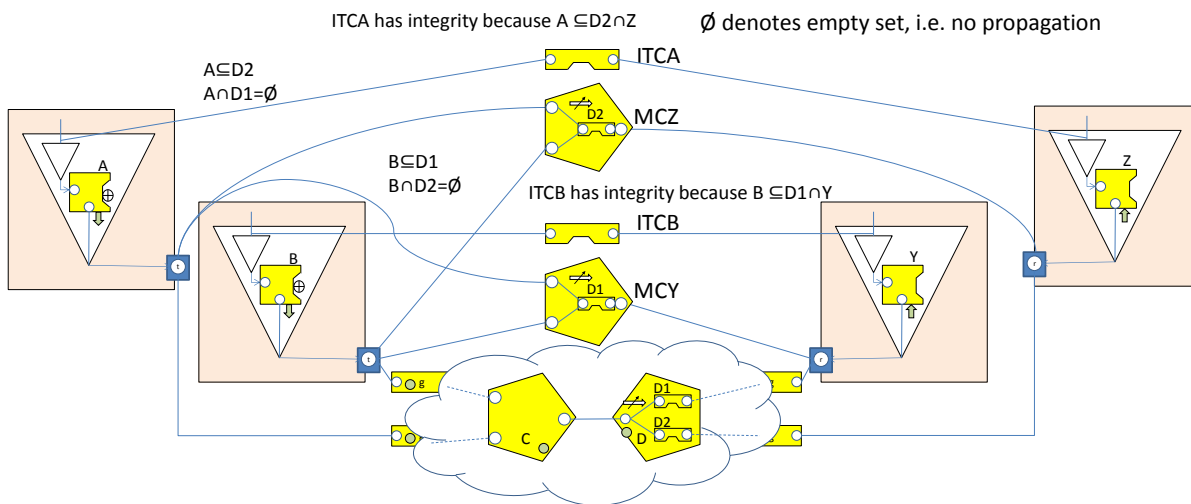 ITCA has integrity because A ⊆D2∩Z
Ø denotes empty set, i.e. no propagation
ITCA
A⊆D2
A∩D1=Ø
D2
MCZ
A
Z
B⊆D1
B∩D2=Ø
ITCB has integrity because B ⊆D1∩Y
ITCB
t
r
B
Y
D1
MCY
t
r
g
D1
C
D
D2